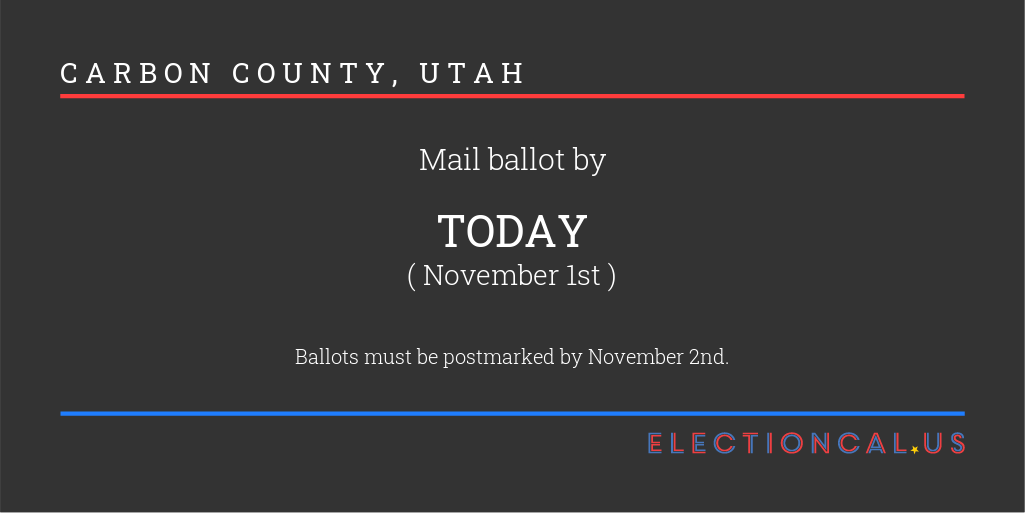 CARBON COUNTY, UTAH
Mail ballot by
TODAY
( November 1st )
Ballots must be postmarked by November 2nd.
ELECTIONCAL.US